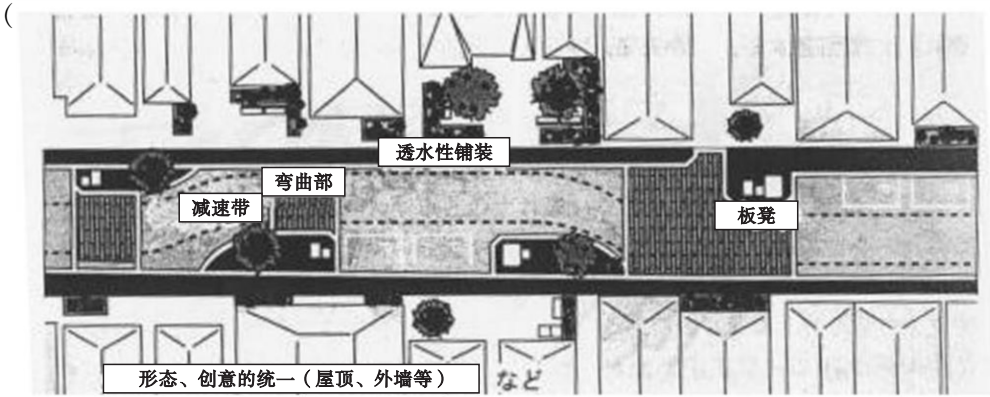 (
透水性铺装
弯曲部
减速带
板凳
形态、创意的统一（屋顶、外墙等）
など